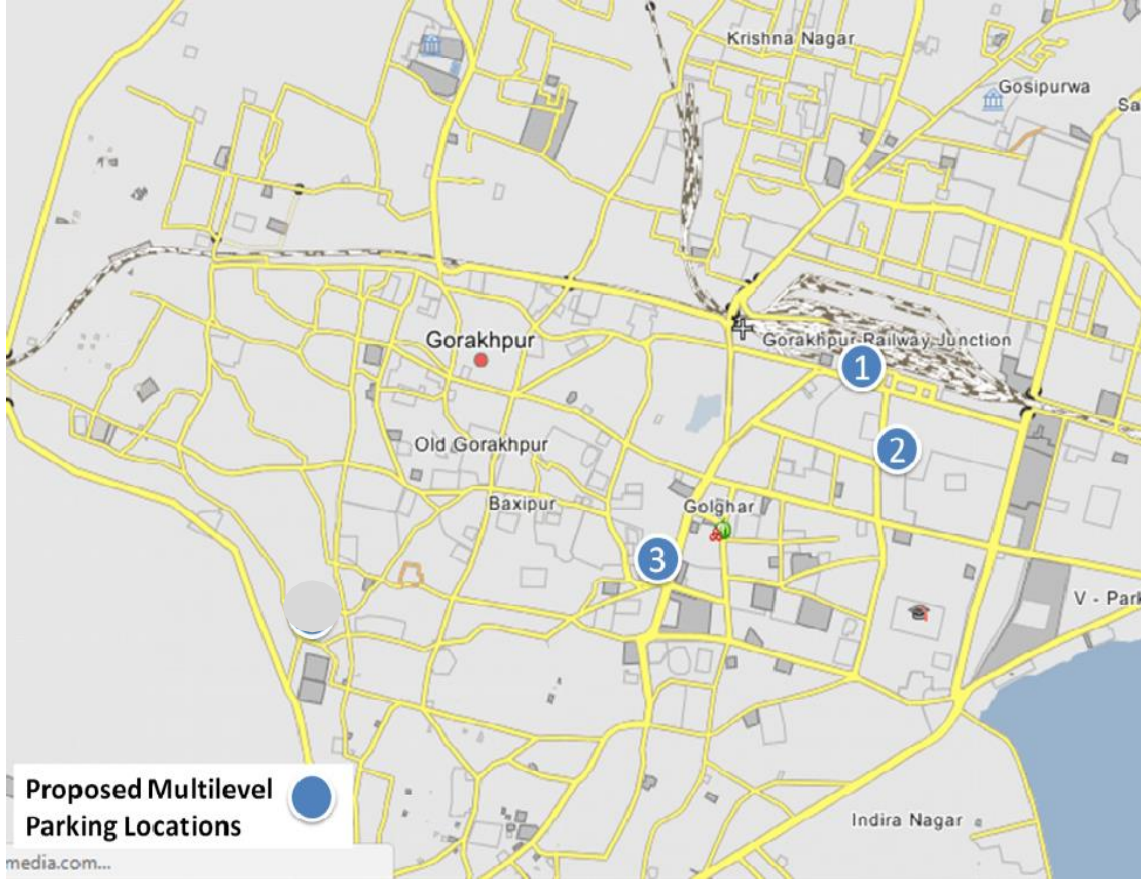 Krishna Nagar
Gosipurwa
Sa
Gorakhpur
Gorakhpur Railway Junction
1
Old Gorakhpur
2
Baxipur
Golghar
3
V - Park
Indira Nagar
Proposed Multilevel
Parking Locations
media.com...